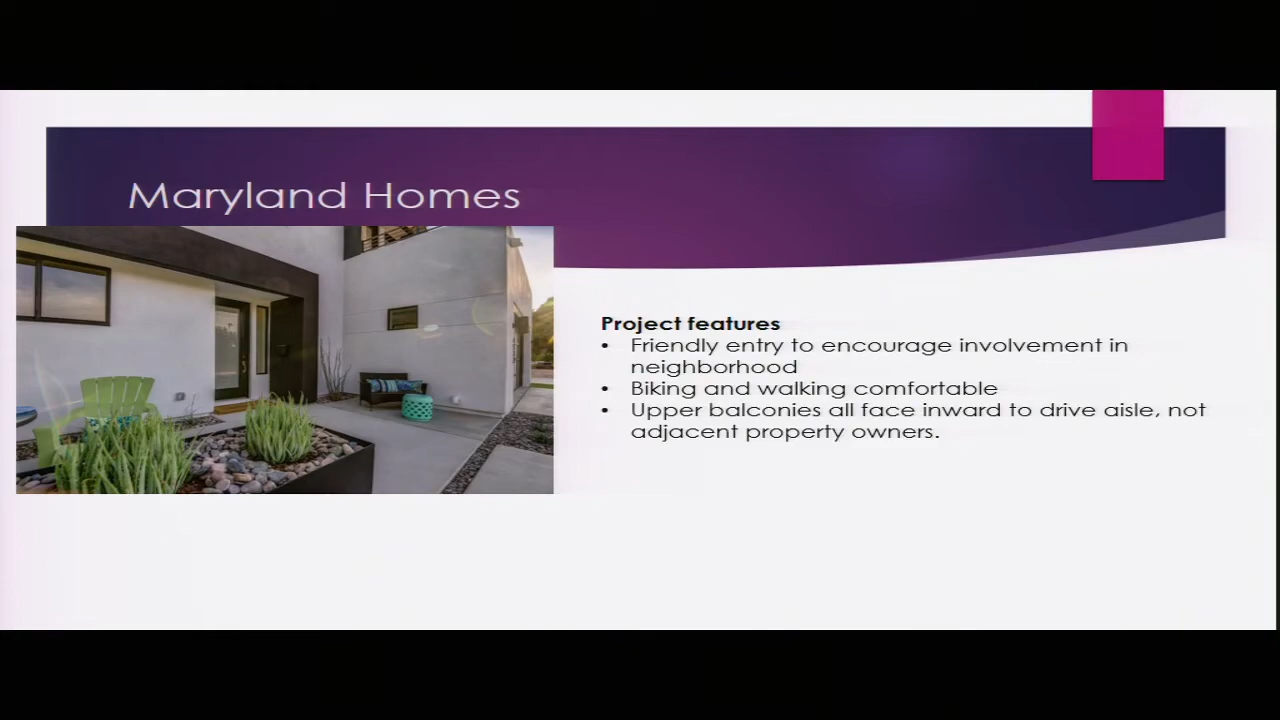 Maryland Homes
Project features
• Friendly entry to encourage involvement in
neighborhood
• Biking and walking comfortable
• Upper balconies all face inward to drive aisle, not
adjacent property owners.